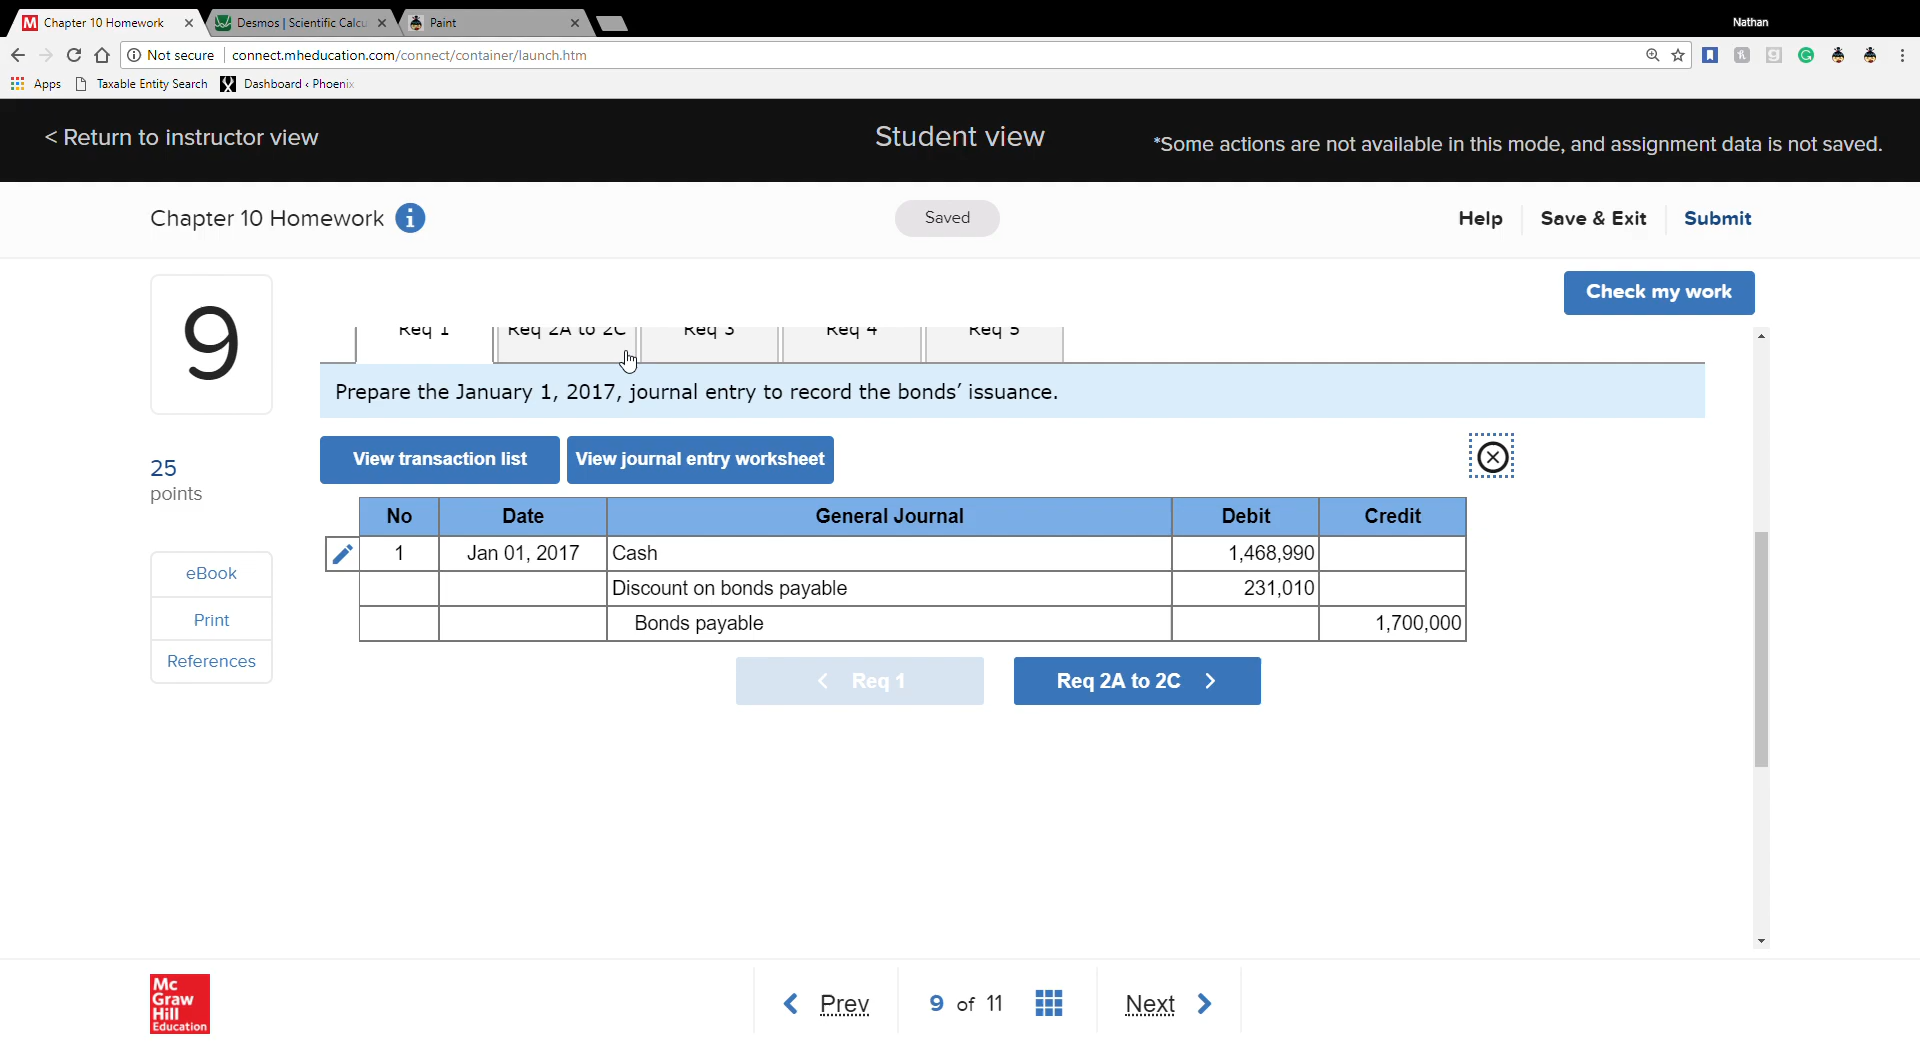 Chapter 10 Homework
Desmos | Scientific Calcu
Paint
Nathan
Not secure
connect.mheducation.com/connect/container/launch.htm
Apps
Taxable Entity Search
Dashboard ‹ Phoenix
< Return to instructor view
Student view
*Some actions are not available in this mode, and assignment data is not saved.
Chapter 10 Homework
Saved
Help
Save & Exit
Submit
9
Check my work
Req 1
Req 2A to 2C
Req 3
Req 4
Req 5
Prepare the January 1, 2017, journal entry to record the bonds’ issuance.
25
points
View transaction list
View journal entry worksheet
No Date General Journal Debit Credit
1 Jan 01, 2017 Cash 1,468,990
Discount on bonds payable 231,010
Bonds payable 1,700,000
eBook
Print
References
< Req 1
Req 2A to 2C >
Mc
Graw
Hill
Education
Prev
9 of 11
Next